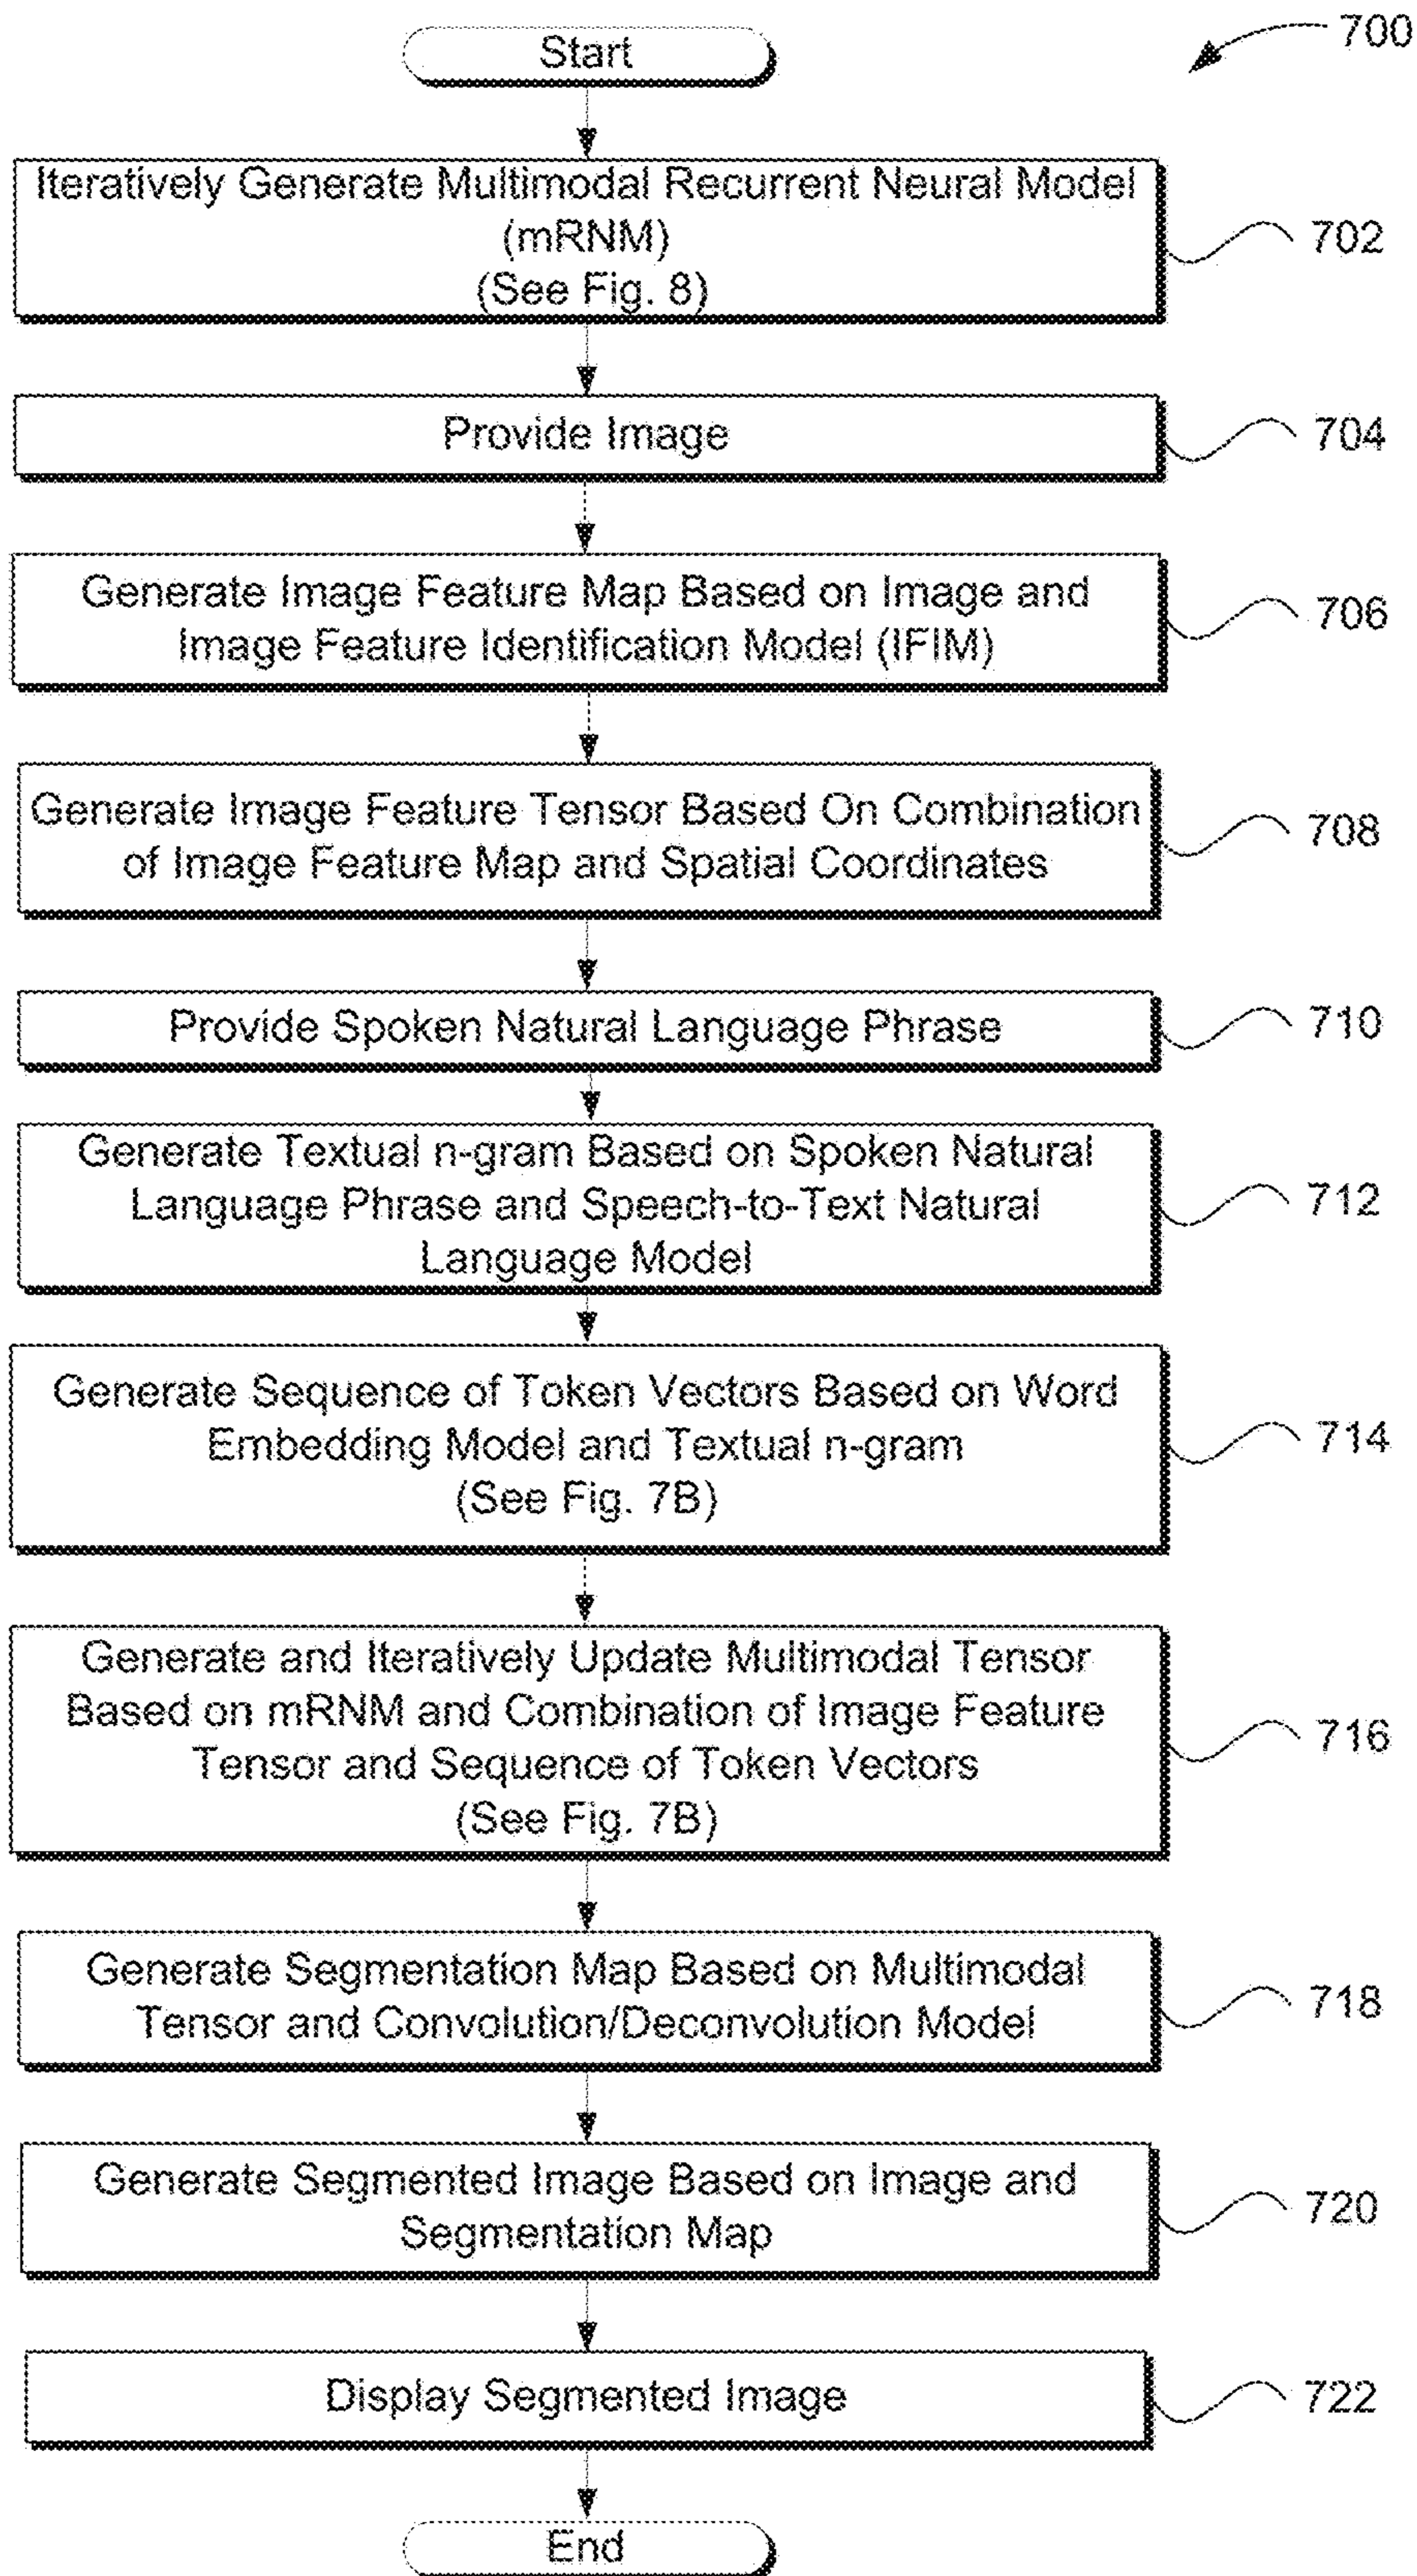 Start
700
Iteratively Generate Multimodal Recurrent Neural Model
(mRNM)
(See Fig. 8)
702
Provide Image
704
Generate Image Feature Map Based on Image and
Image Feature Identification Model (IFIM)
706
Generate Image Feature Tensor Based On Combination
of Image Feature Map and Spatial Coordinates
708
Provide Spoken Natural Language Phrase
710
Generate Textual n-gram Based on Spoken Natural
Language Phrase and Speech-to-Text Natural
Language Model
712
Generate Sequence of Token Vectors Based on Word
Embedding Model and Textual n-gram
(See Fig. 7B)
714
Generate and Iteratively Update Multimodal Tensor
Based on mRNM and Combination of Image Feature
Tensor and Sequence of Token Vectors
(See Fig. 7B)
716
Generate Segmentation Map Based on Multimodal
Tensor and Convolution/Deconvolution Model
718
Generate Segmented Image Based on Image and
Segmentation Map
720
Display Segmented Image
722
End